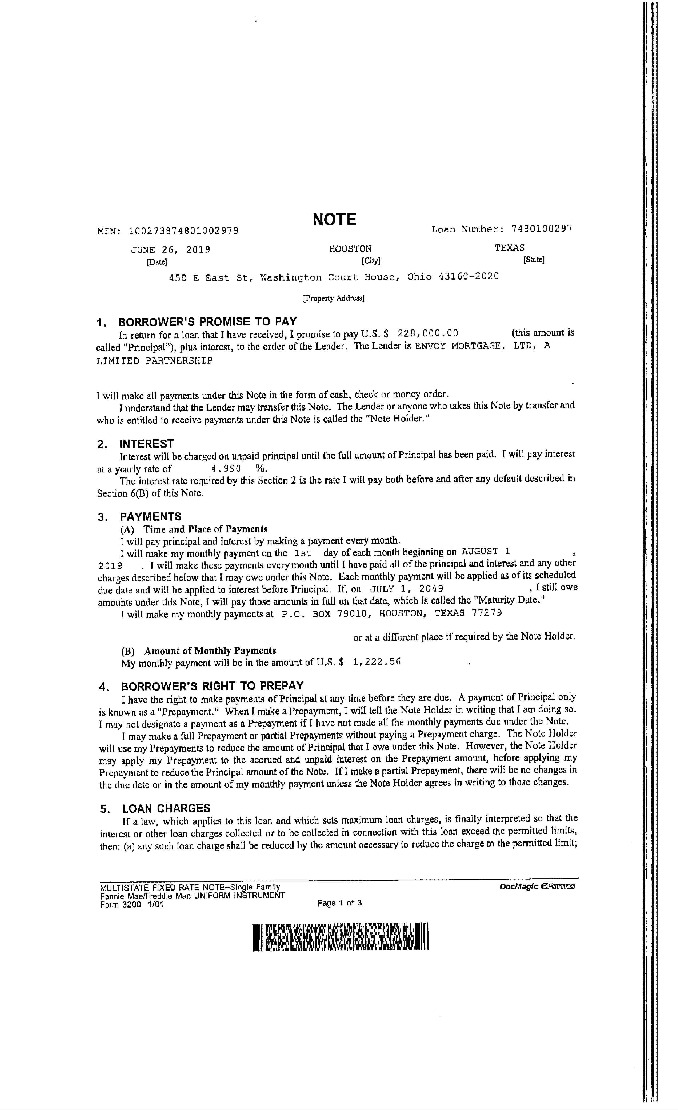 NOTE
MIN: 100273874801002979 Loan Number: 7480100297
JUNE 26, 2019 HOUSTON TEXAS
[Date] [City] [State]
450 E East St, Washington Court House, Ohio 43160-2020
[Property Address]
1. BORROWER'S PROMISE TO PAY
In return for a loan that I have received, I promise to pay U.S. $ 228,000.00 (this amount is
called "Principal"), plus interest, to the order of the Lender. The Lender is ENVOY MORTGAGE, LTD, A
LIMITED PARTNERSHIP
.
I will make all payments under this Note in the form of cash, check or money order.
I understand that the Lender may transfer this Note. The Lender or anyone who takes this Note by transfer and
who is entitled to receive payments under this Note is called the "Note Holder."
2. INTEREST
Interest will be charged on unpaid principal until the full amount of Principal has been paid. I will pay interest
at a yearly rate of 4.990 %.
The interest rate required by this Section 2 is the rate I will pay both before and after any default described in
Section 6(B) of this Note.
3. PAYMENTS
(A) Time and Place of Payments
I will pay principal and interest by making a payment every month.
I will make my monthly payment on the 1st day of each month beginning on AUGUST 1 ,
2019 . I will make these payments every month until I have paid all of the principal and interest and any other
charges described below that I may owe under this Note. Each monthly payment will be applied as of its scheduled
due date and will be applied to interest before Principal. If, on JULY 1, 2049 , I still owe
amounts under this Note, I will pay those amounts in full on that date, which is called the "Maturity Date."
I will make my monthly payments at P.O. BOX 79010, HOUSTON, TEXAS 77279
or at a different place if required by the Note Holder.
(B) Amount of Monthly Payments
My monthly payment will be in the amount of U.S. $ 1,222.56 .
4. BORROWER'S RIGHT TO PREPAY
I have the right to make payments of Principal at any time before they are due. A payment of Principal only
is known as a "Prepayment." When I make a Prepayment, I will tell the Note Holder in writing that I am doing so.
I may not designate a payment as a Prepayment if I have not made all the monthly payments due under the Note.
I may make a full Prepayment or partial Prepayments without paying a Prepayment charge. The Note Holder
will use my Prepayments to reduce the amount of Principal that I owe under this Note. However, the Note Holder
may apply my Prepayment to the accrued and unpaid interest on the Prepayment amount, before applying my
Prepayment to reduce the Principal amount of the Note. If I make a partial Prepayment, there will be no changes in
the due date or in the amount of my monthly payment unless the Note Holder agrees in writing to those changes.
5. LOAN CHARGES
If a law, which applies to this loan and which sets maximum loan charges, is finally interpreted so that the
interest or other loan charges collected or to be collected in connection with this loan exceed the permitted limits,
then: (a) any such loan charge shall be reduced by the amount necessary to reduce the charge to the permitted limit;
MULTISTATE FIXED RATE NOTE--Single Family DocMagic
Fannie Mae/Freddie Mac UNIFORM INSTRUMENT
Form 3200 1/01 Page 1 of 3